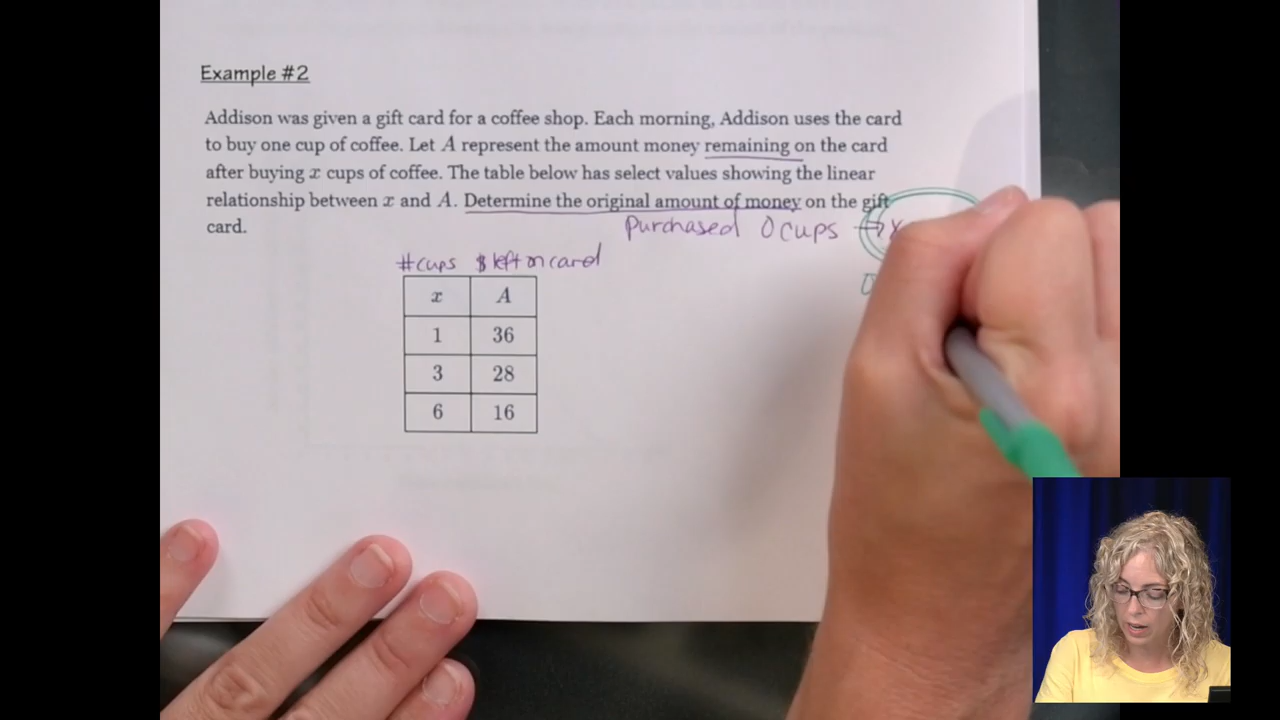 Example #2
Addison was given a gift card for a coffee shop. Each morning, Addison uses the card
to buy one cup of coffee. Let A represent the amount money remaining on the card
after buying x cups of coffee. The table below has select values showing the linear
relationship between x and A. Determine the original amount of money on the gift
card.
Purchased 0 cups → x
#cups $ left on card
x A
1 36
3 28
6 16